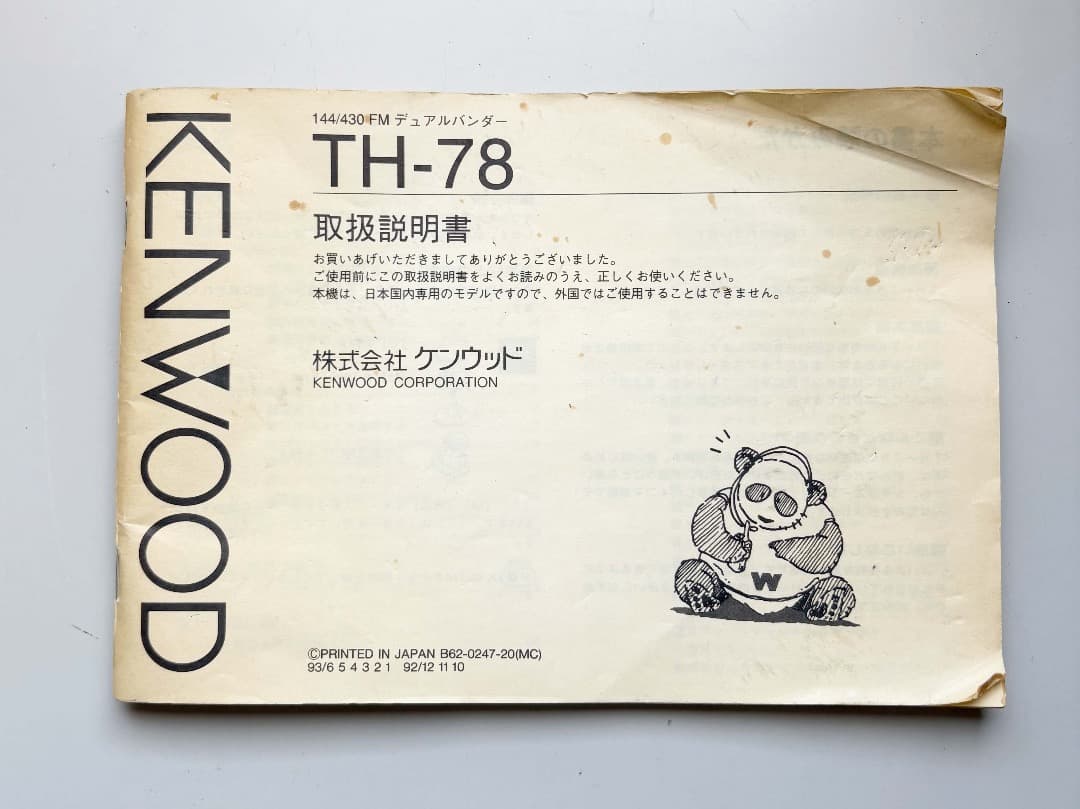 KENWOOD
144/430 FM デュアルバンダー
TH-78
取扱説明書
お買いあげいただきましてありがとうございました。
ご使用前にこの取扱説明書をよくお読みのうえ、正しくお使いください。
本機は、日本国内専用のモデルですので、外国ではご使用することはできません。
株式会社 ケンウッド
KENWOOD CORPORATION
W
©PRINTED IN JAPAN B62-0247-20(MC)
93/6 5 4 3 2 1 92/12 11 10